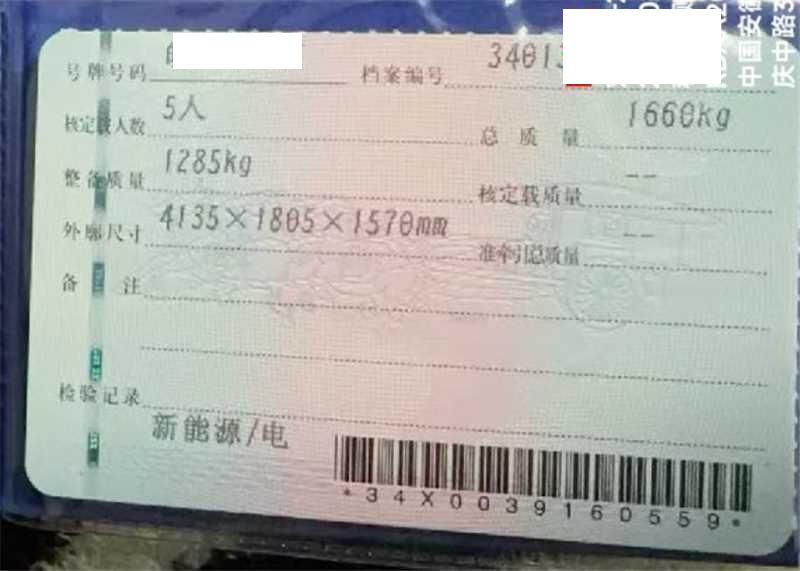 号牌号码 档案编号 34013
核定载人数 5人 总质量 1660kg
整备质量 1285kg 核定载质量 --
外廓尺寸 4135×1805×1570mm 准牵引总质量 --
备注
检验记录
新能源/电
*34X0039160559*
中国安徽
庆中路